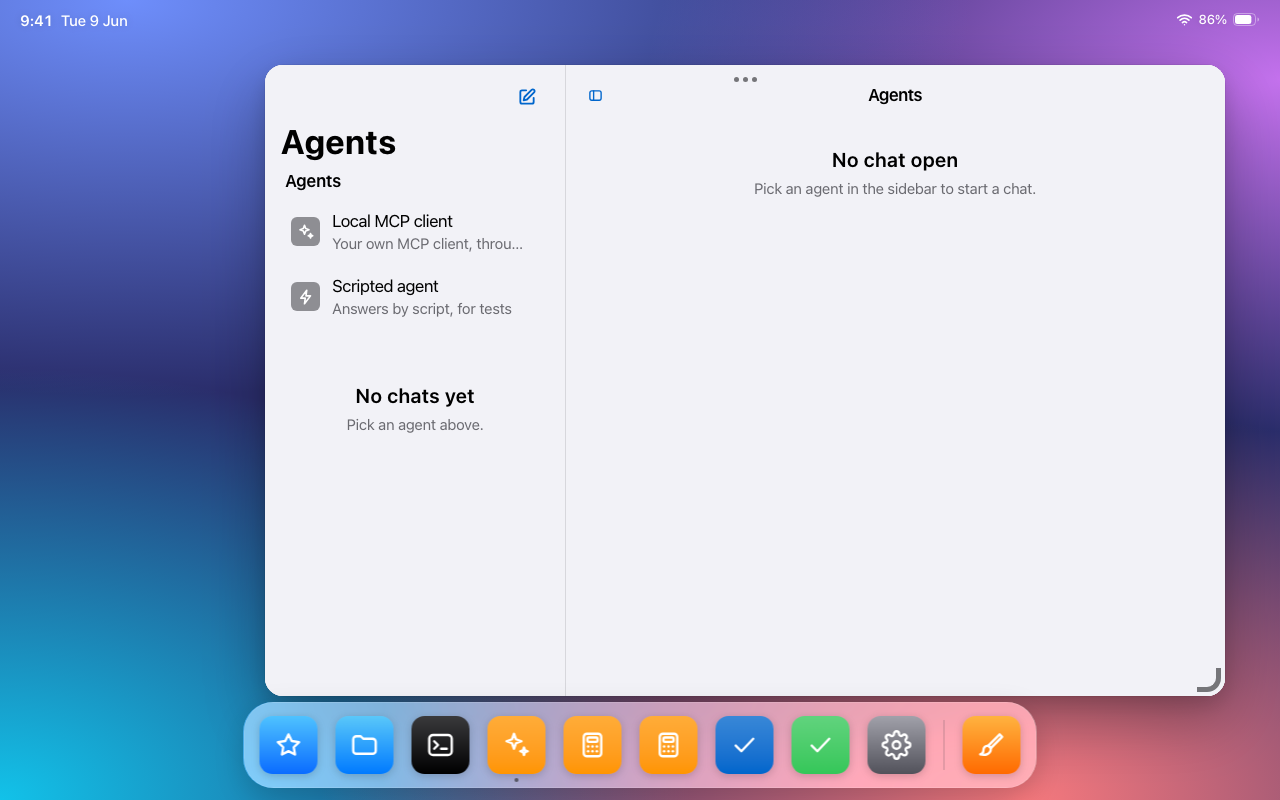 9:41 Tue 9 Jun
86%
Agents
Agents
Local MCP client
Your own MCP client, throu...
Scripted agent
Answers by script, for tests
No chats yet
Pick an agent above.
Agents
No chat open
Pick an agent in the sidebar to start a chat.